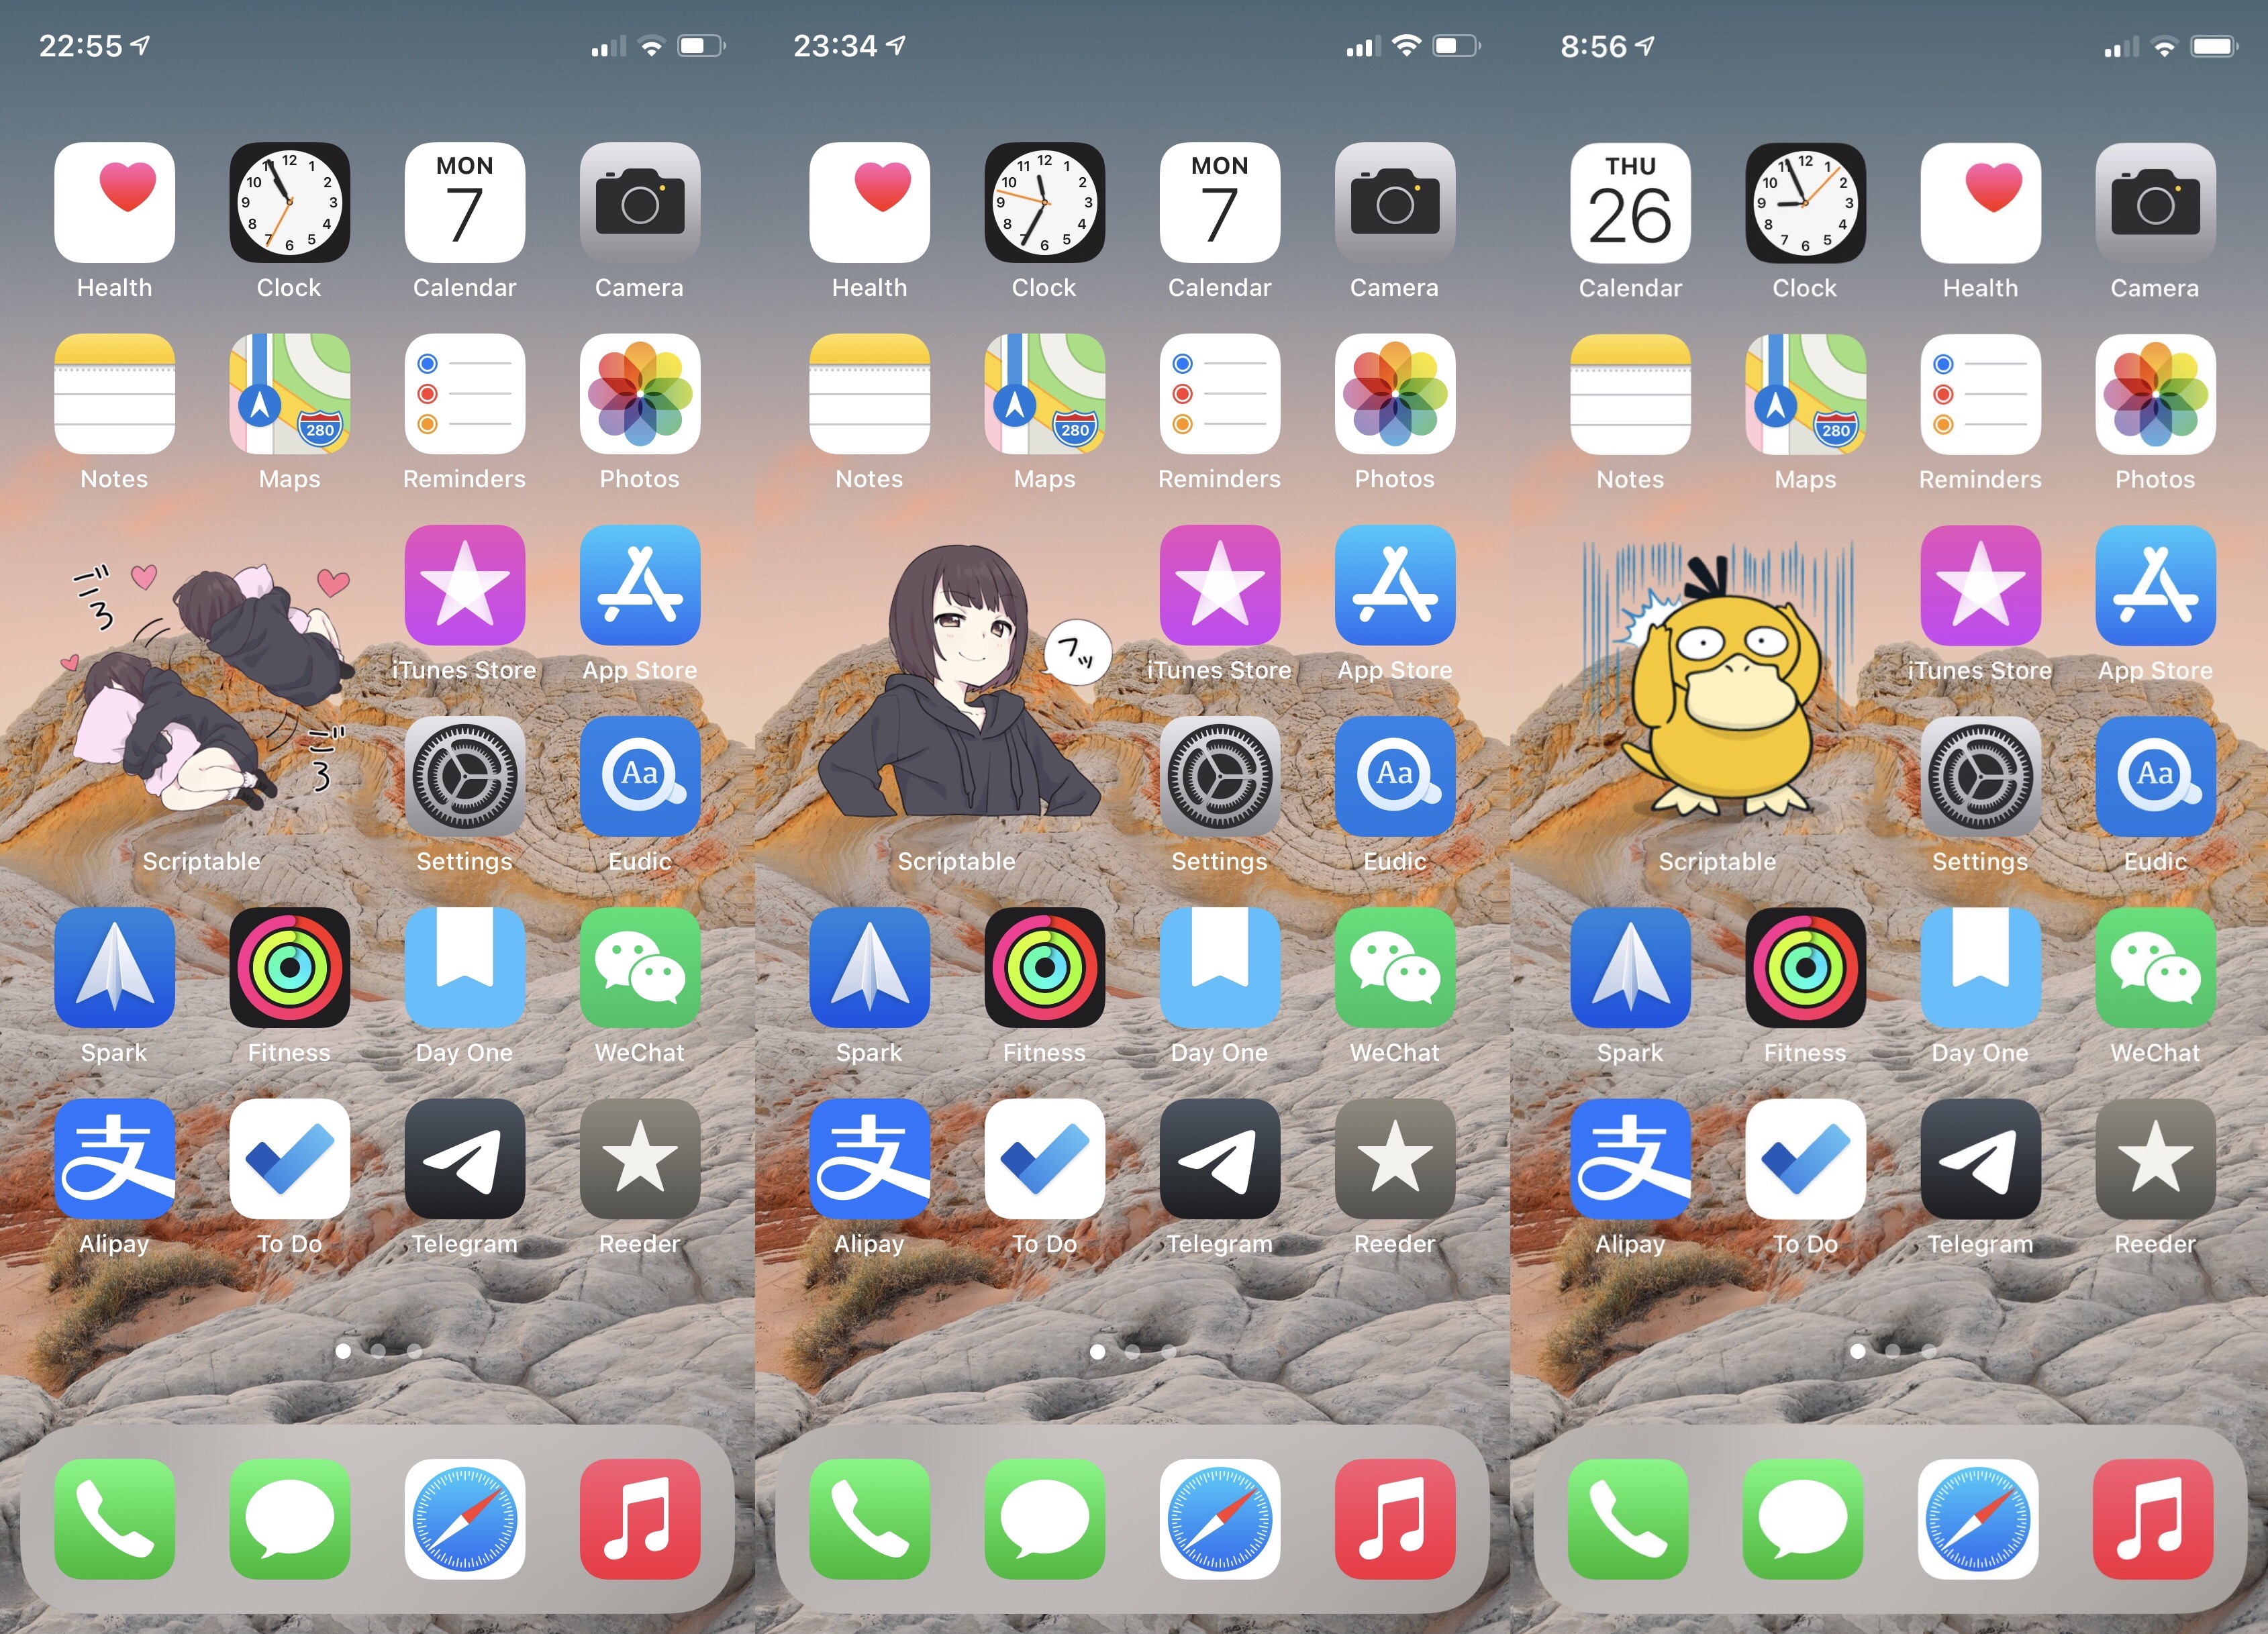 22:55
MON
7
Health
Clock
Calendar
Camera
280
Notes
Maps
Reminders
Photos
ごろ
ごろ
iTunes Store
App Store
Aa
Scriptable
Settings
Eudic
Spark
Fitness
Day One
WeChat
支
Alipay
To Do
Telegram
Reeder
23:34
MON
7
Health
Clock
Calendar
Camera
280
Notes
Maps
Reminders
Photos
フッ
iTunes Store
App Store
Aa
Scriptable
Settings
Eudic
Spark
Fitness
Day One
WeChat
支
Alipay
To Do
Telegram
Reeder
8:56
THU
26
Calendar
Clock
Health
Camera
280
Notes
Maps
Reminders
Photos
iTunes Store
App Store
Aa
Scriptable
Settings
Eudic
Spark
Fitness
Day One
WeChat
支
Alipay
To Do
Telegram
Reeder